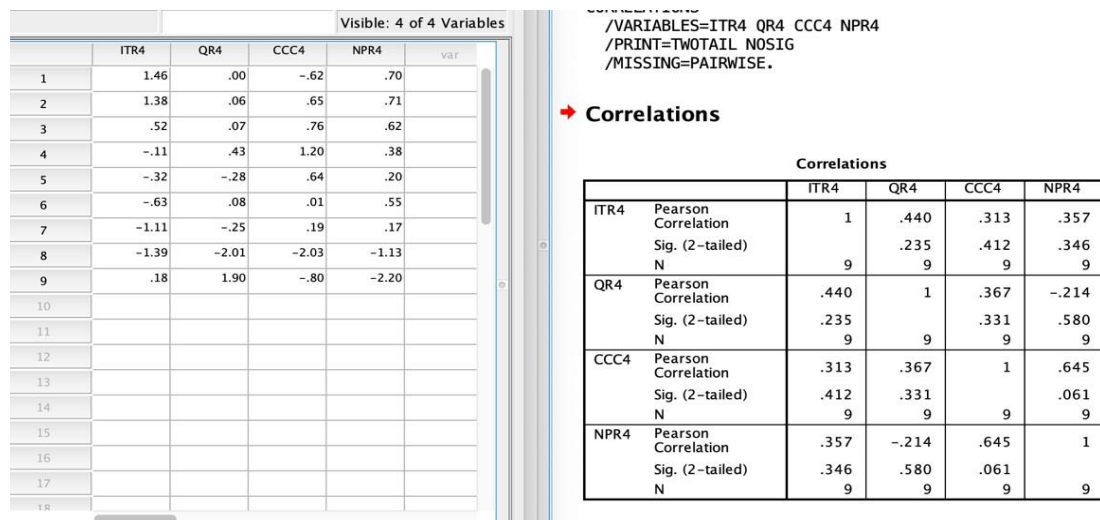 Visible: 4 of 4 Variables
ITR4 QR4 CCC4 NPR4 var
1 1.46 .00 -.62 .70
2 1.38 .06 .65 .71
3 .52 .07 .76 .62
4 -.11 .43 1.20 .38
5 -.32 -.28 .64 .20
6 -.63 .08 .01 .55
7 -1.11 -.25 .19 .17
8 -1.39 -2.01 -2.03 -1.13
9 .18 1.90 -.80 -2.20
10
11
12
13
14
15
16
17
18
CORRELATIONS
/VARIABLES=ITR4 QR4 CCC4 NPR4
/PRINT=TWOTAIL NOSIG
/MISSING=PAIRWISE.
Correlations
Correlations
ITR4 QR4 CCC4 NPR4
ITR4 Pearson
Correlation 1 .440 .313 .357
Sig. (2-tailed) .235 .412 .346
N 9 9 9 9
QR4 Pearson
Correlation .440 1 .367 -.214
Sig. (2-tailed) .235 .331 .580
N 9 9 9 9
CCC4 Pearson
Correlation .313 .367 1 .645
Sig. (2-tailed) .412 .331 .061
N 9 9 9 9
NPR4 Pearson
Correlation .357 -.214 .645 1
Sig. (2-tailed) .346 .580 .061
N 9 9 9 9